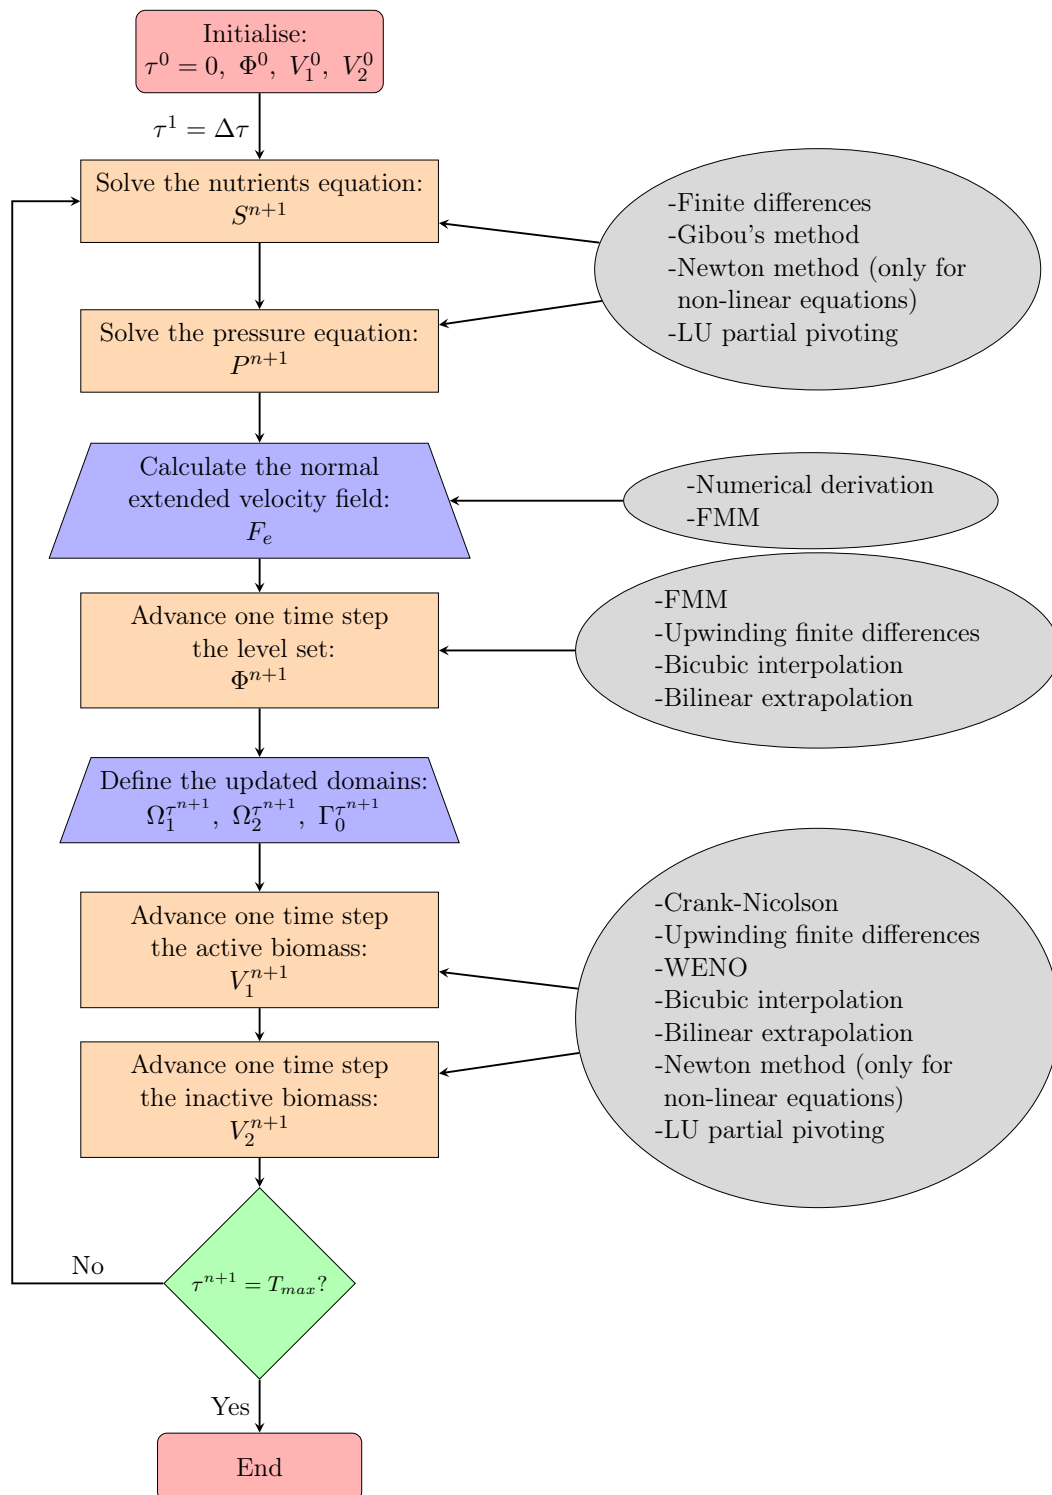 Initialise:
τ⁰ = 0, Φ⁰, V₁⁰, V₂⁰
τ¹ = Δτ
Solve the nutrients equation:
Sⁿ⁺¹
-Finite differences
-Gibou's method
-Newton method (only for
non-linear equations)
-LU partial pivoting
Solve the pressure equation:
Pⁿ⁺¹
Calculate the normal
extended velocity field:
Fₑ
-Numerical derivation
-FMM
Advance one time step
the level set:
Φⁿ⁺¹
-FMM
-Upwinding finite differences
-Bicubic interpolation
-Bilinear extrapolation
Define the updated domains:
Ω₁^{τⁿ⁺¹}, Ω₂^{τⁿ⁺¹}, Γ₀^{τⁿ⁺¹}
Advance one time step
the active biomass:
V₁ⁿ⁺¹
-Crank-Nicolson
-Upwinding finite differences
-WENO
-Bicubic interpolation
-Bilinear extrapolation
-Newton method (only for
non-linear equations)
-LU partial pivoting
Advance one time step
the inactive biomass:
V₂ⁿ⁺¹
τⁿ⁺¹ = Tₘₐₓ?
No
Yes
End